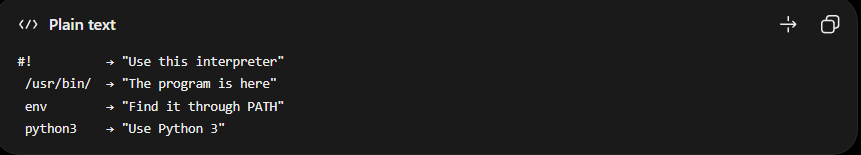 </> Plain text
#! → "Use this interpreter"
/usr/bin/ → "The program is here"
env → "Find it through PATH"
python3 → "Use Python 3"